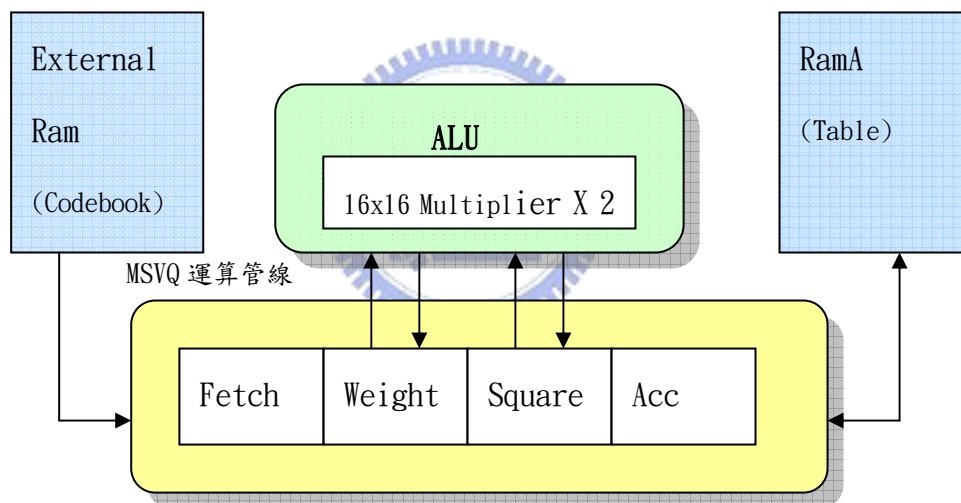 External
Ram
(Codebook)
ALU
16x16 Multiplier X 2
RamA
(Table)
MSVQ 運算管線
Fetch
Weight
Square
Acc